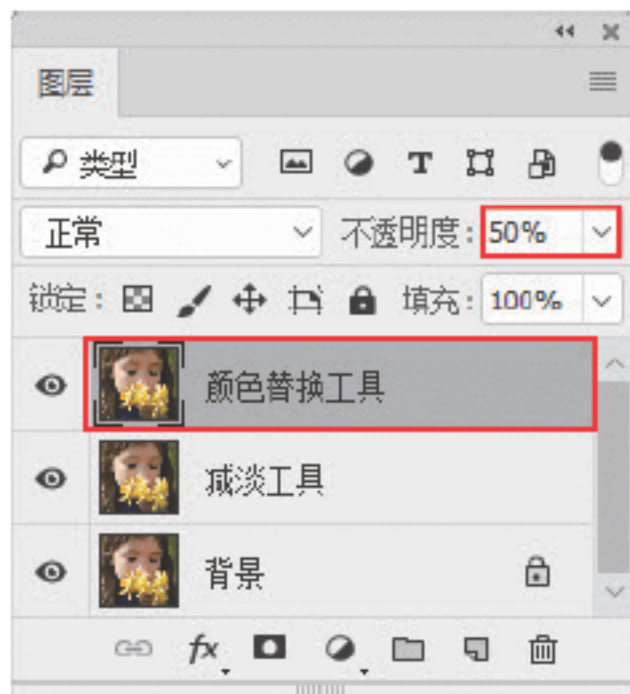 图层
类型
正常 不透明度: 50%
锁定: 填充: 100%
颜色替换工具
减淡工具
背景
fx